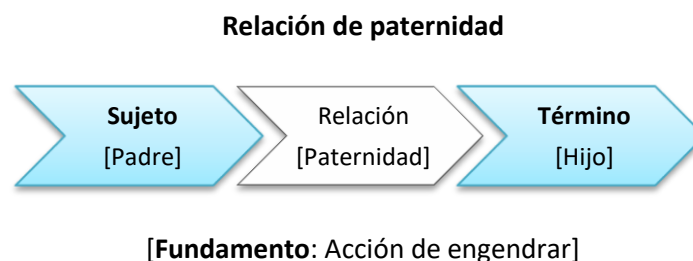 Relación de paternidad
Sujeto
[Padre]
Relación
[Paternidad]
Término
[Hijo]
[Fundamento: Acción de engendrar]